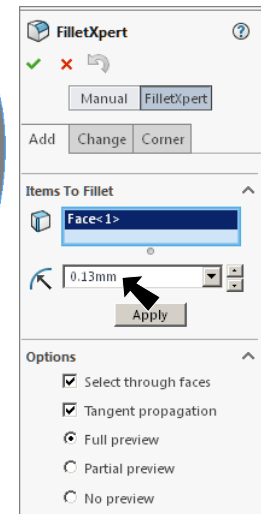 FilletXpert
Manual FilletXpert
Add Change Corner
Items To Fillet
Face<1>
0.13mm
Apply
Options
Select through faces
Tangent propagation
Full preview
Partial preview
No preview